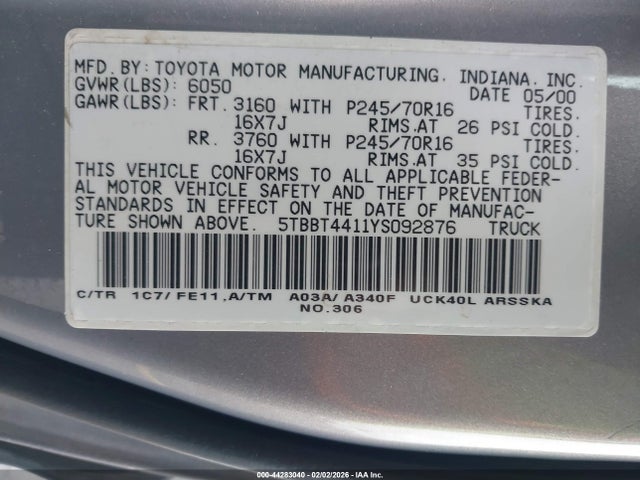 MFD. BY: TOYOTA MOTOR MANUFACTURING. INDIANA. INC.
GVWR(LBS): 6050 DATE 05/00
GAWR(LBS): FRT. 3160 WITH P245/70R16 TIRES.
16X7J RIMS.AT 26 PSI COLD.
RR. 3760 WITH P245/70R16 TIRES.
16X7J RIMS.AT 35 PSI COLD.
THIS VEHICLE CONFORMS TO ALL APPLICABLE FEDER-
AL MOTOR VEHICLE SAFETY AND THEFT PREVENTION
STANDARDS IN EFFECT ON THE DATE OF MANUFAC-
TURE SHOWN ABOVE. 5TBBT4411YS092876 TRUCK
C/TR 1C7/ FE11 ,A/TM A03A/ A340F UCK40L ARSSKA
NO.306
000-44283040 - 02/02/2026 - IAA Inc.